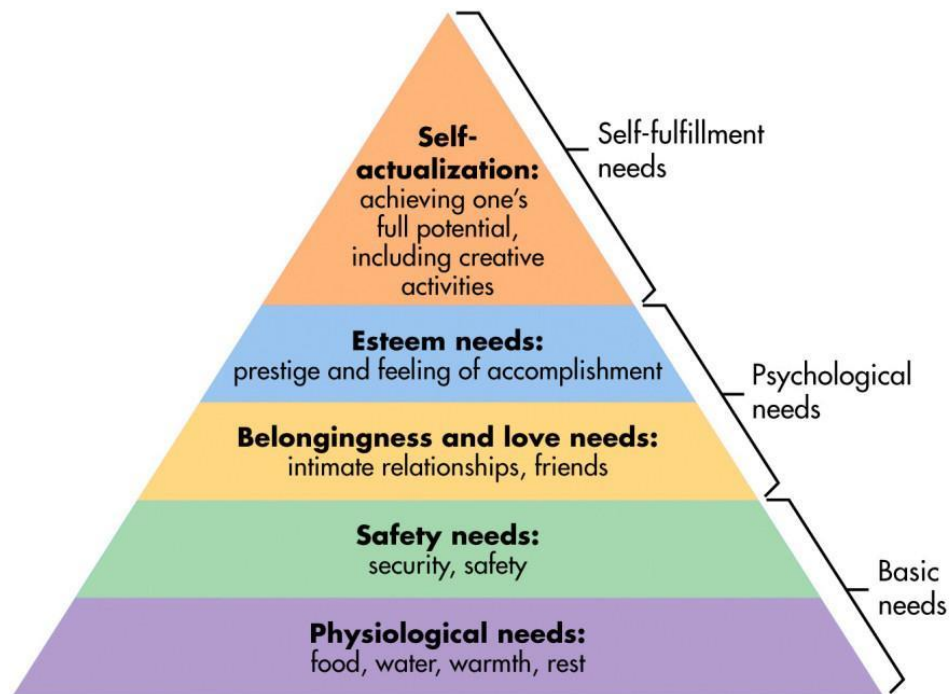 Self-
actualization:
achieving one’s
full potential,
including creative
activities
Self-fulfillment
needs
Esteem needs:
prestige and feeling of accomplishment
Psychological
needs
Belongingness and love needs:
intimate relationships, friends
Safety needs:
security, safety
Basic
needs
Physiological needs:
food, water, warmth, rest